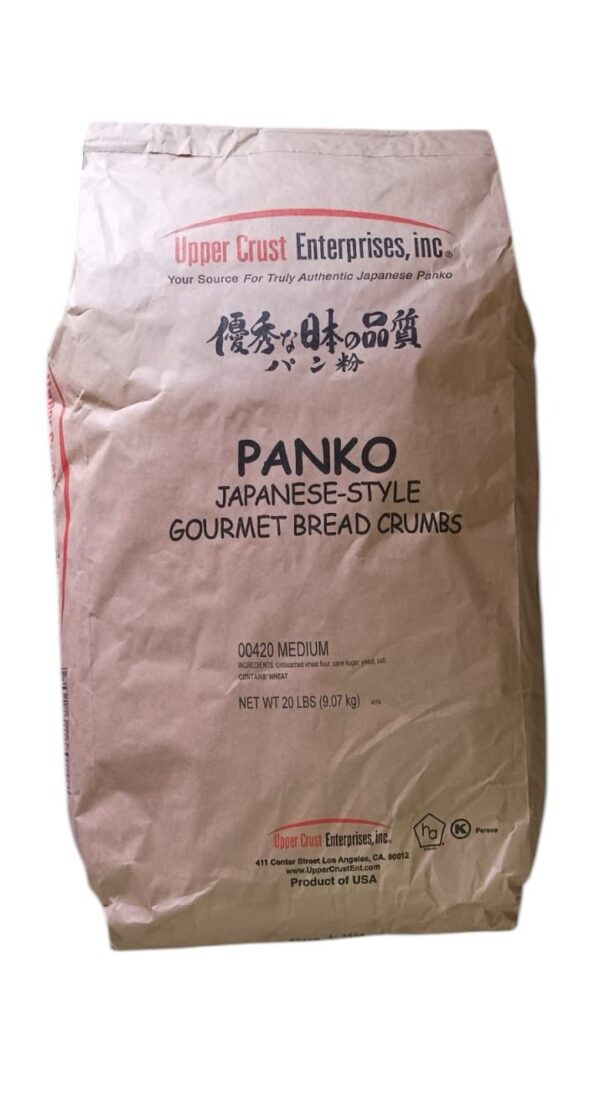 Upper Crust Enterprises, inc.®
Your Source For Truly Authentic Japanese Panko
優秀な日本の品質
パン粉
PANKO
JAPANESE-STYLE
GOURMET BREAD CRUMBS
00420 MEDIUM
INGREDIENTS: Unbleached wheat flour, cane sugar, yeast, salt.
CONTAINS: WHEAT
NET WT 20 LBS (9.07 kg)
Upper Crust Enterprises, inc.
ha K Pareve
411 Center Street Los Angeles, CA. 90012
www.UpperCrustEnt.com
Product of USA